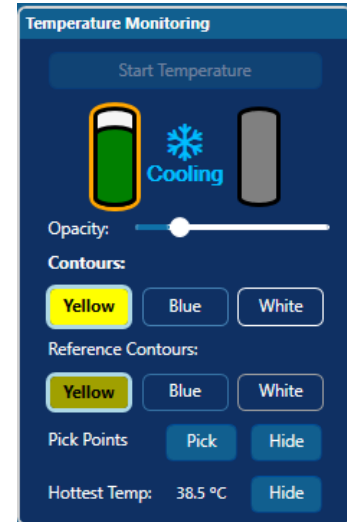 Temperature Monitoring
Start Temperature
Cooling
Opacity:
Contours:
Yellow Blue White
Reference Contours:
Yellow Blue White
Pick Points Pick Hide
Hottest Temp: 38.5 °C Hide